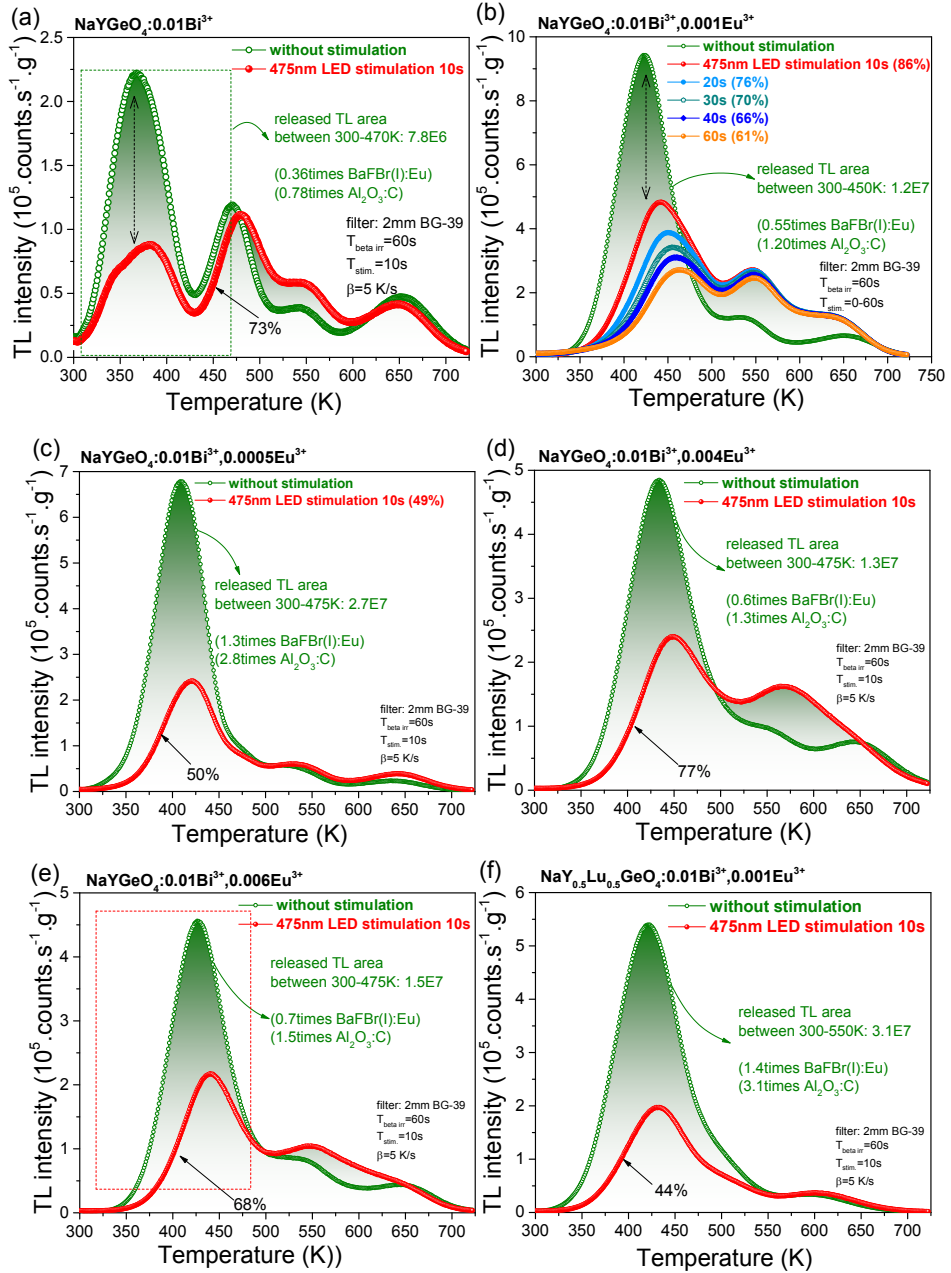 (a)
NaYGeO₄:0.01Bi³⁺
without stimulation
475nm LED stimulation 10s
released TL area
between 300-470K: 7.8E6
(0.36times BaFBr(I):Eu)
(0.78times Al₂O₃:C)
filter: 2mm BG-39
T beta irr=60s
T stim.=10s
β=5 K/s
73%
TL intensity (10⁵.counts.s⁻¹.g⁻¹)
2.5
2.0
1.5
1.0
0.5
0.0
300 350 400 450 500 550 600 650 700
Temperature (K)
(b)
NaYGeO₄:0.01Bi³⁺,0.001Eu³⁺
without stimulation
475nm LED stimulation 10s (86%)
20s (76%)
30s (70%)
40s (66%)
60s (61%)
released TL area
between 300-450K: 1.2E7
(0.55times BaFBr(I):Eu)
(1.20times Al₂O₃:C)
filter: 2mm BG-39
T beta irr=60s
T stim.=0-60s
TL intensity (10⁵.counts.s⁻¹.g⁻¹)
10
8
6
4
2
0
300 350 400 450 500 550 600 650 700 750
Temperature (K)
(c)
NaYGeO₄:0.01Bi³⁺,0.0005Eu³⁺
without stimulation
475nm LED stimulation 10s (49%)
released TL area
between 300-475K: 2.7E7
(1.3times BaFBr(I):Eu)
(2.8times Al₂O₃:C)
filter: 2mm BG-39
T beta irr=60s
T stim.=10s
β=5 K/s
50%
TL intensity (10⁵.counts.s⁻¹.g⁻¹)
7
6
5
4
3
2
1
0
300 350 400 450 500 550 600 650 700
Temperature (K)
(d)
NaYGeO₄:0.01Bi³⁺,0.004Eu³⁺
without stimulation
475nm LED stimulation 10s
released TL area
between 300-475K: 1.3E7
(0.6times BaFBr(I):Eu)
(1.3times Al₂O₃:C)
filter: 2mm BG-39
T beta irr=60s
T stim.=10s
β=5 K/s
77%
TL intensity (10⁵.counts.s⁻¹.g⁻¹)
5
4
3
2
1
0
300 350 400 450 500 550 600 650 700
Temperature (K)
(e)
NaYGeO₄:0.01Bi³⁺,0.006Eu³⁺
without stimulation
475nm LED stimulation 10s
released TL area
between 300-475K: 1.5E7
(0.7times BaFBr(I):Eu)
(1.5times Al₂O₃:C)
filter: 2mm BG-39
T beta irr=60s
T stim.=10s
β=5 K/s
68%
TL intensity (10⁵.counts.s⁻¹.g⁻¹)
5
4
3
2
1
0
300 350 400 450 500 550 600 650 700
Temperature (K))
(f)
NaY₀.₅Lu₀.₅GeO₄:0.01Bi³⁺,0.001Eu³⁺
without stimulation
475nm LED stimulation 10s
released TL area
between 300-550K: 3.1E7
(1.4times BaFBr(I):Eu)
(3.1times Al₂O₃:C)
filter: 2mm BG-39
T beta irr=60s
T stim.=10s
β=5 K/s
44%
TL intensity (10⁵.counts.s⁻¹.g⁻¹)
6
5
4
3
2
1
0
300 350 400 450 500 550 600 650 700
Temperature (K)